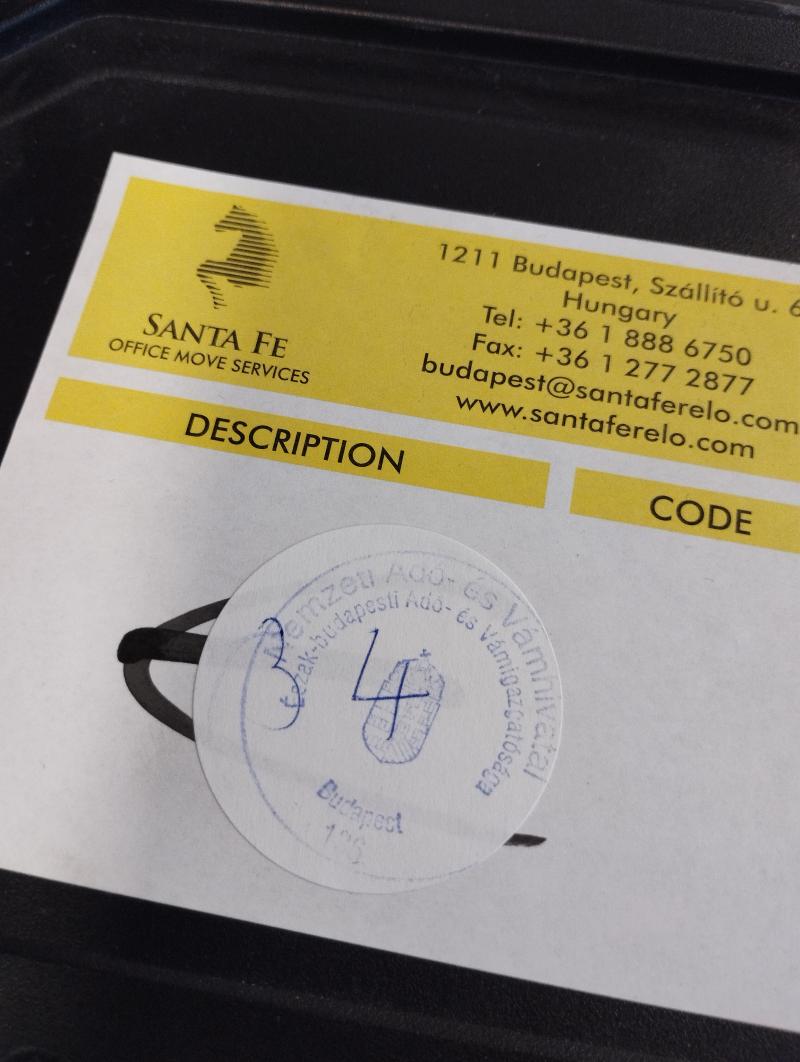 SANTA FE
OFFICE MOVE SERVICES
1211 Budapest, Szállító u. 6
Hungary
Tel: +36 1 888 6750
Fax: +36 1 277 2877
budapest@santaferelo.com
www.santaferelo.com
DESCRIPTION
CODE
Nemzeti Adó- és Vámhivatal
Észak-budapesti Adó- és Vámigazgatósága
34
Budapest